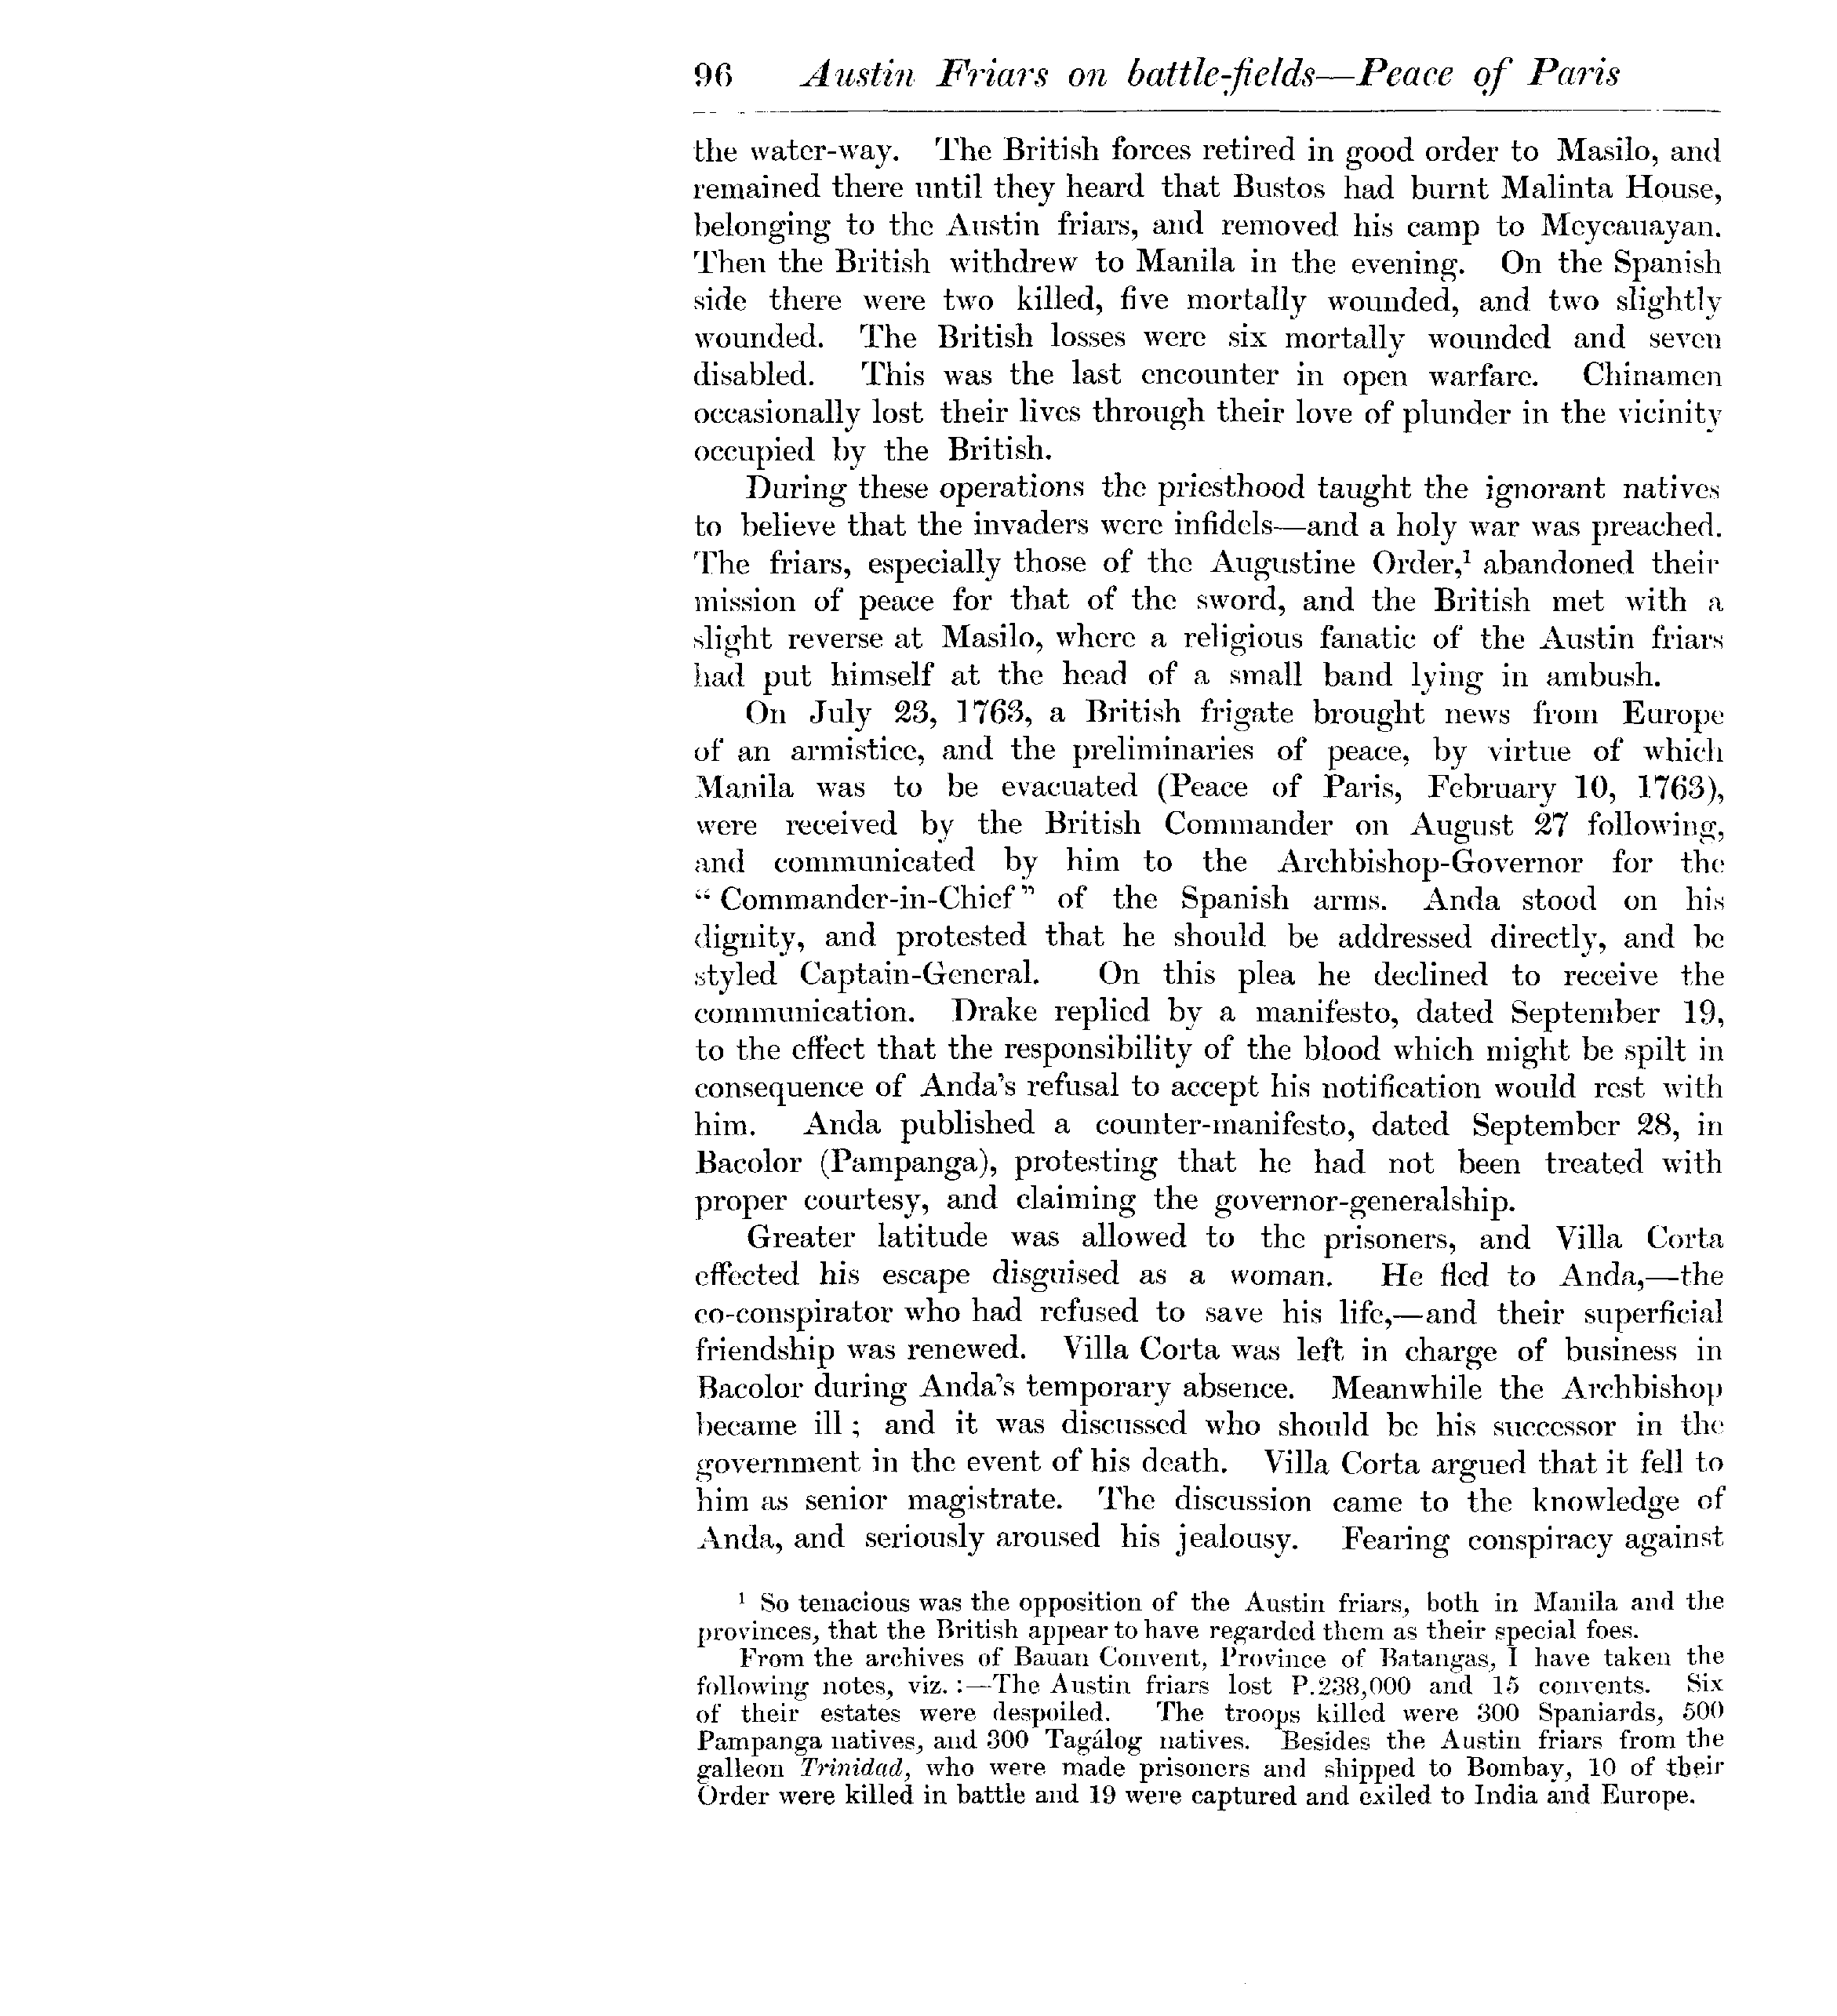 96 Austin Friars on battle-fields—Peace of Paris
the water-way. The British forces retired in good order to Masilo, and
remained there until they heard that Bustos had burnt Malinta House,
belonging to the Austin friars, and removed his camp to Meycauayan.
Then the British withdrew to Manila in the evening. On the Spanish
side there were two killed, five mortally wounded, and two slightly
wounded. The British losses were six mortally wounded and seven
disabled. This was the last encounter in open warfare. Chinamen
occasionally lost their lives through their love of plunder in the vicinity
occupied by the British.
During these operations the priesthood taught the ignorant natives
to believe that the invaders were infidels—and a holy war was preached.
The friars, especially those of the Augustine Order,¹ abandoned their
mission of peace for that of the sword, and the British met with a
slight reverse at Masilo, where a religious fanatic of the Austin friars
had put himself at the head of a small band lying in ambush.
On July 23, 1763, a British frigate brought news from Europe
of an armistice, and the preliminaries of peace, by virtue of which
Manila was to be evacuated (Peace of Paris, February 10, 1763),
were received by the British Commander on August 27 following,
and communicated by him to the Archbishop-Governor for the
“Commander-in-Chief” of the Spanish arms. Anda stood on his
dignity, and protested that he should be addressed directly, and be
styled Captain-General. On this plea he declined to receive the
communication. Drake replied by a manifesto, dated September 19,
to the effect that the responsibility of the blood which might be spilt in
consequence of Anda's refusal to accept his notification would rest with
him. Anda published a counter-manifesto, dated September 28, in
Bacolor (Pampanga), protesting that he had not been treated with
proper courtesy, and claiming the governor-generalship.
Greater latitude was allowed to the prisoners, and Villa Corta
effected his escape disguised as a woman. He fled to Anda,—the
co-conspirator who had refused to save his life,—and their superficial
friendship was renewed. Villa Corta was left in charge of business in
Bacolor during Anda's temporary absence. Meanwhile the Archbishop
became ill; and it was discussed who should be his successor in the
government in the event of his death. Villa Corta argued that it fell to
him as senior magistrate. The discussion came to the knowledge of
Anda, and seriously aroused his jealousy. Fearing conspiracy against
¹ So tenacious was the opposition of the Austin friars, both in Manila and the
provinces, that the British appear to have regarded them as their special foes.
From the archives of Bauan Convent, Province of Batangas, I have taken the
following notes, viz.:—The Austin friars lost P.238,000 and 15 convents. Six
of their estates were despoiled. The troops killed were 300 Spaniards, 500
Pampanga natives, and 300 Tagálog natives. Besides the Austin friars from the
galleon Trinidad, who were made prisoners and shipped to Bombay, 10 of their
Order were killed in battle and 19 were captured and exiled to India and Europe.